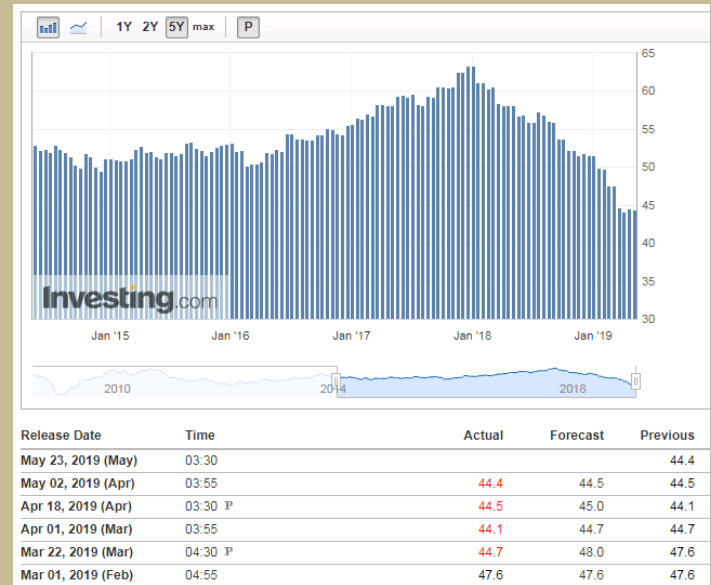 1Y 2Y 5Y max P
65
60
55
50
45
40
35
30
Investing.com
Jan '15 Jan '16 Jan '17 Jan '18 Jan '19
2010 2014 2018
Release Date Time Actual Forecast Previous
May 23, 2019 (May) 03:30 44.4
May 02, 2019 (Apr) 03:55 44.4 44.5 44.5
Apr 18, 2019 (Apr) 03:30 P 44.5 45.0 44.1
Apr 01, 2019 (Mar) 03:55 44.1 44.7 44.7
Mar 22, 2019 (Mar) 04:30 P 44.7 48.0 47.6
Mar 01, 2019 (Feb) 04:55 47.6 47.6 47.6